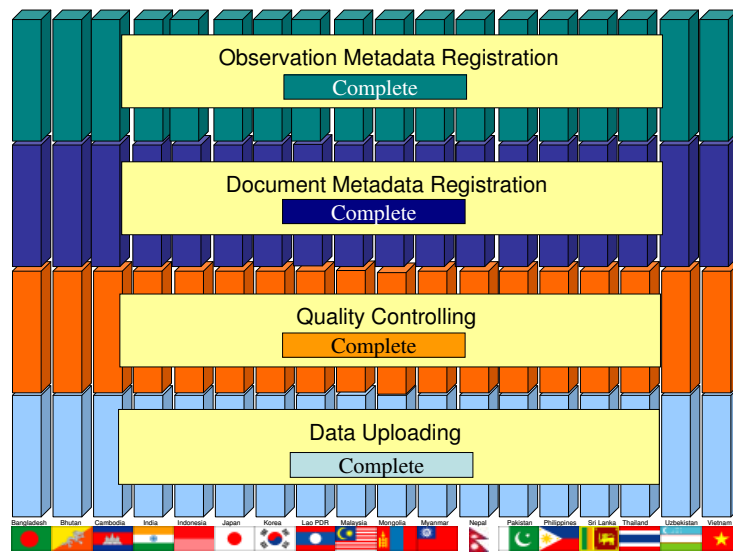 Observation Metadata Registration
Complete
Document Metadata Registration
Complete
Quality Controlling
Complete
Data Uploading
Complete
Bangladesh Bhutan Cambodia India Indonesia Japan Korea Lao PDR Malaysia Mongolia Myanmar Nepal Pakistan Philippines Sri Lanka Thailand Uzbekistan Vietnam